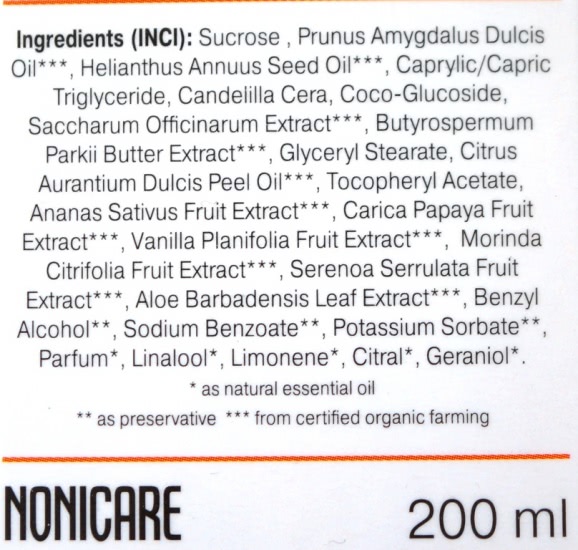 Ingredients (INCI): Sucrose , Prunus Amygdalus Dulcis
Oil***, Helianthus Annuus Seed Oil***, Caprylic/Capric
Triglyceride, Candelilla Cera, Coco-Glucoside,
Saccharum Officinarum Extract***, Butyrospermum
Parkii Butter Extract***, Glyceryl Stearate, Citrus
Aurantium Dulcis Peel Oil***, Tocopheryl Acetate,
Ananas Sativus Fruit Extract***, Carica Papaya Fruit
Extract***, Vanilla Planifolia Fruit Extract***, Morinda
Citrifolia Fruit Extract***, Serenoa Serrulata Fruit
Extract***, Aloe Barbadensis Leaf Extract***, Benzyl
Alcohol**, Sodium Benzoate**, Potassium Sorbate**,
Parfum*, Linalool*, Limonene*, Citral*, Geraniol*.
* as natural essential oil
** as preservative *** from certified organic farming
NONICARE 200 ml